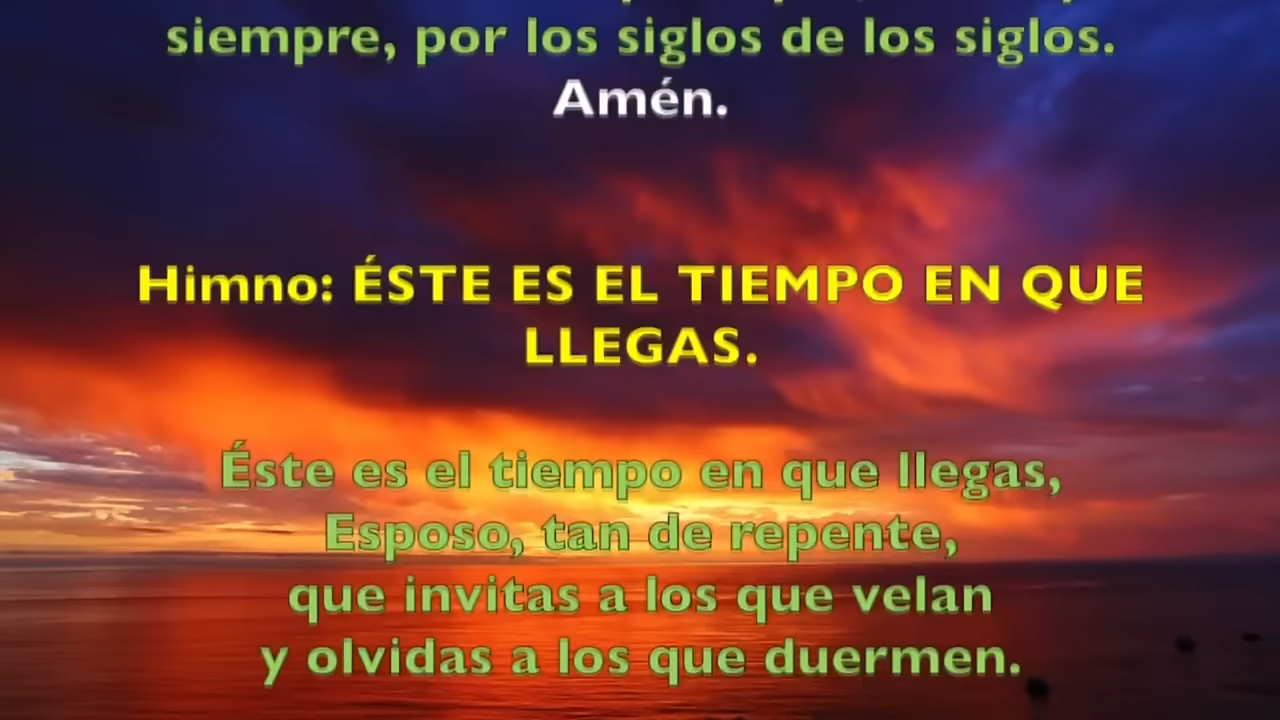 siempre, por los siglos de los siglos.
Amén.
Himno: ÉSTE ES EL TIEMPO EN QUE
LLEGAS.
Éste es el tiempo en que llegas,
Esposo, tan de repente,
que invitas a los que velan
y olvidas a los que duermen.